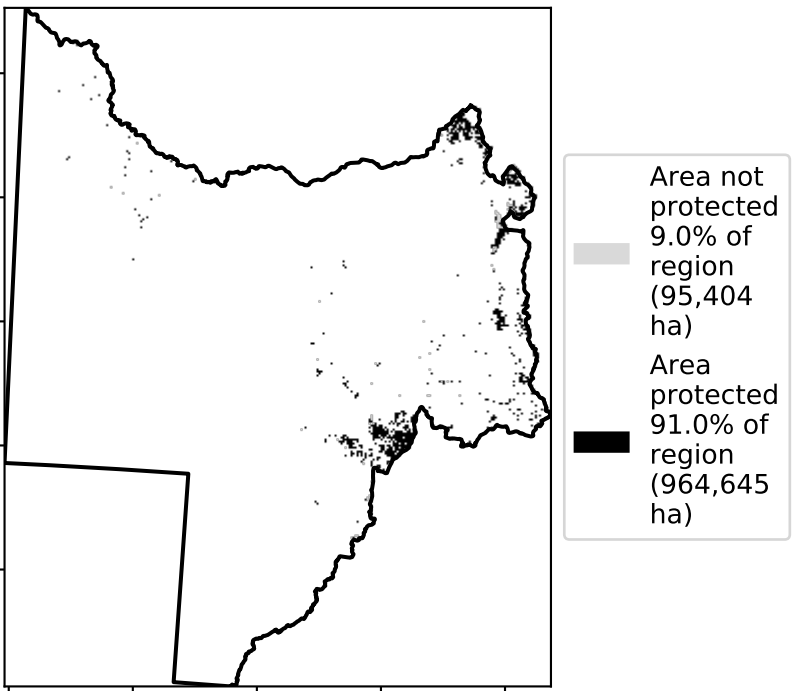 Area not
protected
9.0% of
region
(95,404
ha)
Area
protected
91.0% of
region
(964,645
ha)